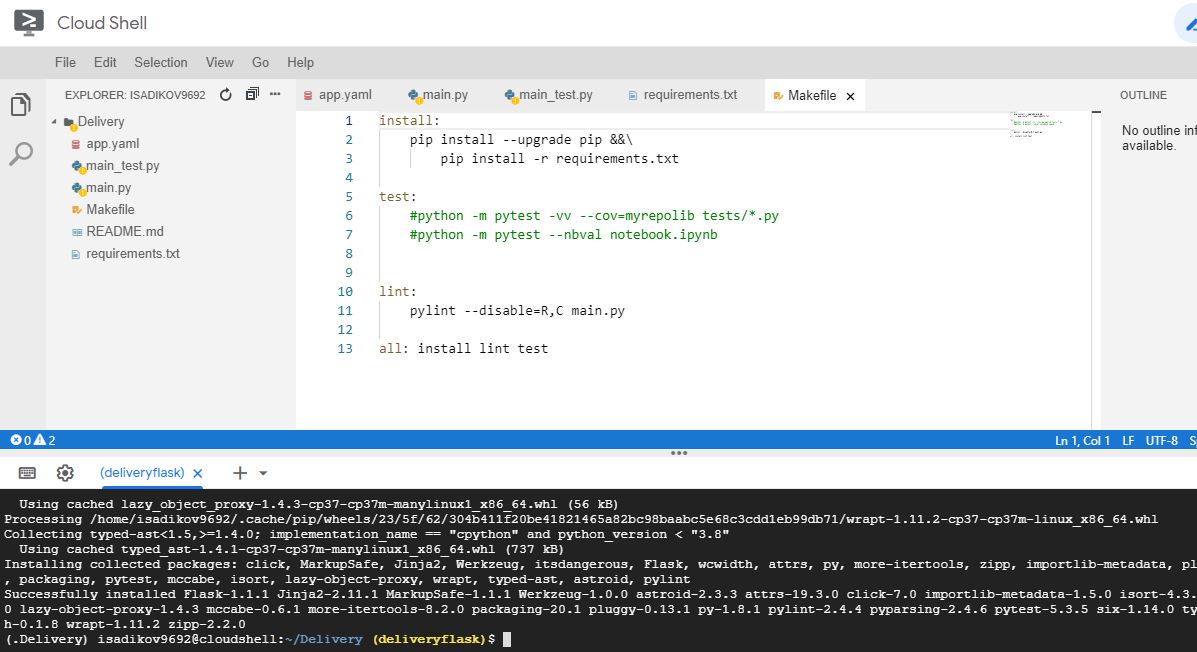 Cloud Shell
File Edit Selection View Go Help
EXPLORER: ISADIKOV9692
Delivery
app.yaml
main_test.py
main.py
Makefile
README.md
requirements.txt
app.yaml main.py main_test.py requirements.txt Makefile
OUTLINE
No outline inf
available.
1 install:
2 pip install --upgrade pip &&\
3 pip install -r requirements.txt
4
5 test:
6 #python -m pytest -vv --cov=myrepolib tests/*.py
7 #python -m pytest --nbval notebook.ipynb
8
9
10 lint:
11 pylint --disable=R,C main.py
12
13 all: install lint test
0 2 Ln 1, Col 1 LF UTF-8 S
(deliveryflask)
Using cached lazy_object_proxy-1.4.3-cp37-cp37m-manylinux1_x86_64.whl (56 kB)
Processing /home/isadikov9692/.cache/pip/wheels/23/5f/62/304b411f20be41821465a82bc98baabc5e68c3cdd1eb99db71/wrapt-1.11.2-cp37-cp37m-linux_x86_64.whl
Collecting typed-ast<1.5,>=1.4.0; implementation_name == "cpython" and python_version < "3.8"
Using cached typed_ast-1.4.1-cp37-cp37m-manylinux1_x86_64.whl (737 kB)
Installing collected packages: click, MarkupSafe, Jinja2, Werkzeug, itsdangerous, Flask, wcwidth, attrs, py, more-itertools, zipp, importlib-metadata, pl
, packaging, pytest, mccabe, isort, lazy-object-proxy, wrapt, typed-ast, astroid, pylint
Successfully installed Flask-1.1.1 Jinja2-2.11.1 MarkupSafe-1.1.1 Werkzeug-1.0.0 astroid-2.3.3 attrs-19.3.0 click-7.0 importlib-metadata-1.5.0 isort-4.3.
0 lazy-object-proxy-1.4.3 mccabe-0.6.1 more-itertools-8.2.0 packaging-20.1 pluggy-0.13.1 py-1.8.1 pylint-2.4.4 pyparsing-2.4.6 pytest-5.3.5 six-1.14.0 ty
h-0.1.8 wrapt-1.11.2 zipp-2.2.0
(.Delivery) isadikov9692@cloudshell:~/Delivery (deliveryflask)$